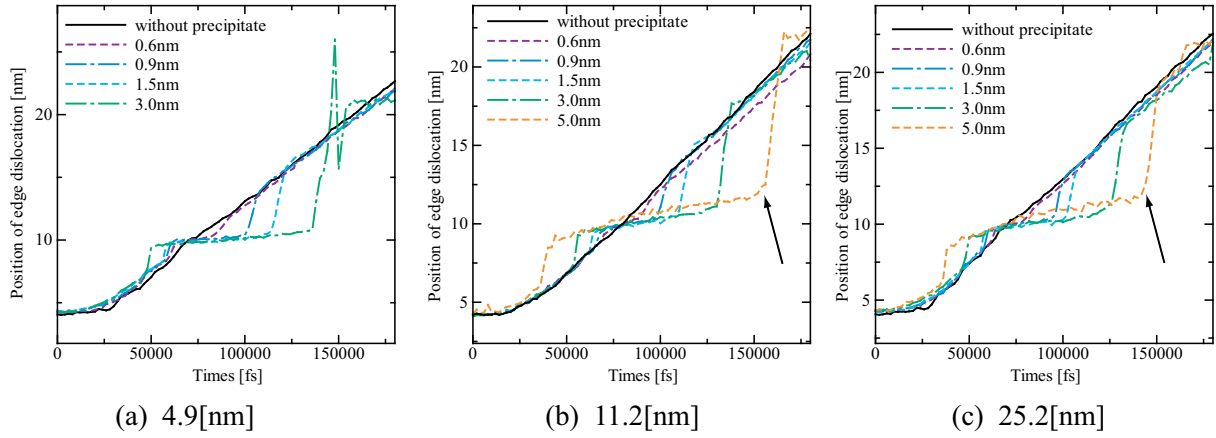 without precipitate
0.6nm
0.9nm
1.5nm
3.0nm
Position of edge dislocation [nm]
20
10
0 50000 100000 150000
Times [fs]
(a) 4.9[nm]
without precipitate
0.6nm
0.9nm
1.5nm
3.0nm
5.0nm
Position of edge dislocation [nm]
20
15
10
5
0 50000 100000 150000
Times [fs]
(b) 11.2[nm]
without precipitate
0.6nm
0.9nm
1.5nm
3.0nm
5.0nm
Position of edge dislocation [nm]
20
15
10
5
0 50000 100000 150000
Times [fs]
(c) 25.2[nm]